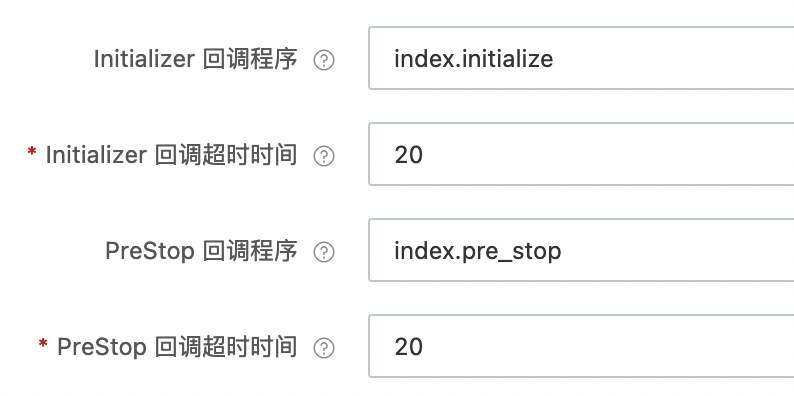 Initializer 回调程序 ? index.initialize
* Initializer 回调超时时间 ? 20
PreStop 回调程序 ? index.pre_stop
* PreStop 回调超时时间 ? 20